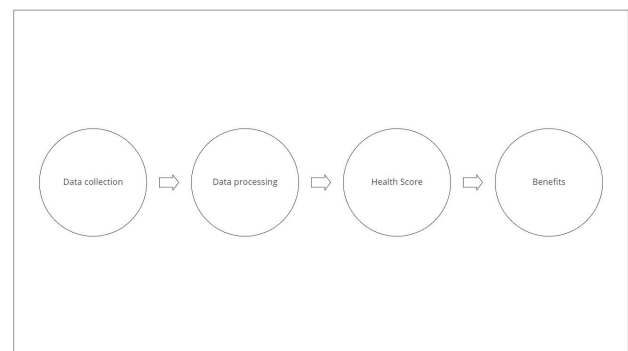 Data collection
Data processing
Health Score
Benefits